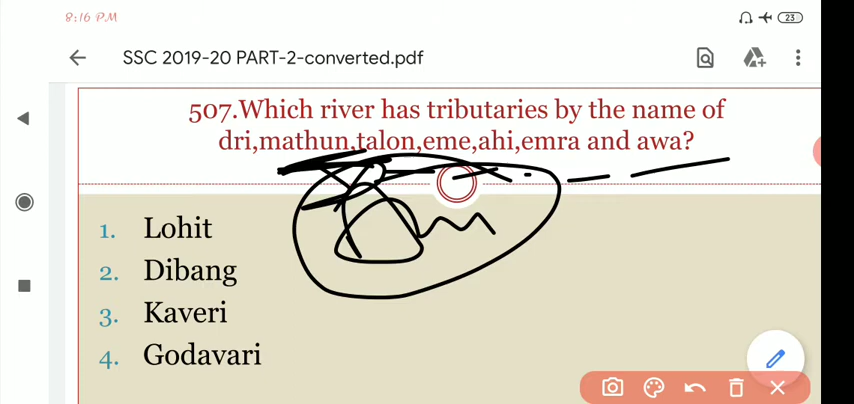 8:16 P.M
23
SSC 2019-20 PART-2-converted.pdf
507.Which river has tributaries by the name of
dri,mathun,talon,eme,ahi,emra and awa?
1. Lohit
2. Dibang
3. Kaveri
4. Godavari